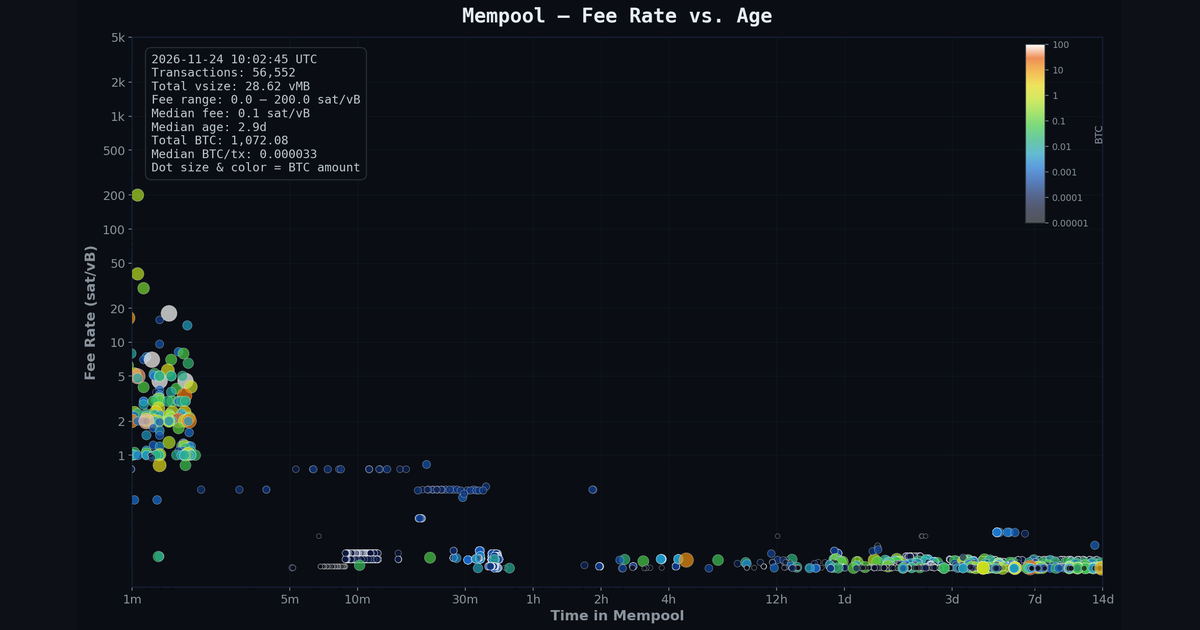 Mempool — Fee Rate vs. Age
5k
2k
1k
500
200
100
50
20
10
5
2
1
Fee Rate (sat/vB)
2026-11-24 10:02:45 UTC
Transactions: 56,552
Total vsize: 28.62 vMB
Fee range: 0.0 — 200.0 sat/vB
Median fee: 0.1 sat/vB
Median age: 2.9d
Total BTC: 1,072.08
Median BTC/tx: 0.000033
Dot size & color = BTC amount
100
10
1
0.1
0.01
0.001
0.0001
0.00001
BTC
1m 5m 10m 30m 1h 2h 4h 12h 1d 3d 7d 14d
Time in Mempool